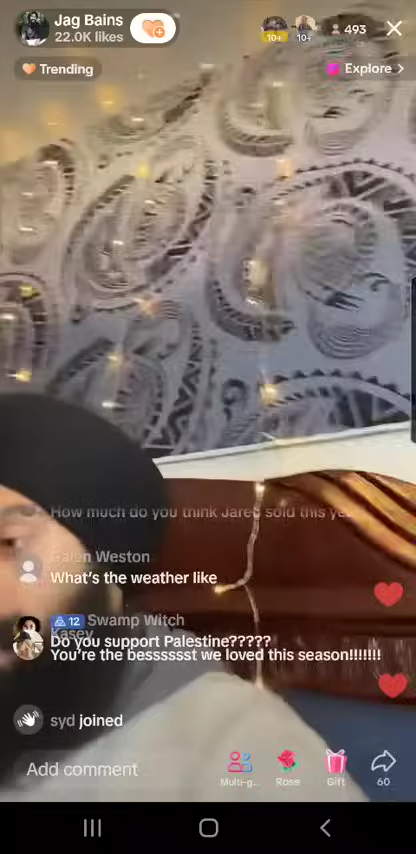 Jag Bains
22.0K likes
10+
10+
493
Trending
Explore >
How much do you think Jared sold this ye
Galen Weston
What's the weather like
12 Swamp Witch
Kasey
Do you support Palestine?????
You're the bessssssst we loved this season!!!!!!!
syd joined
Add comment
Multi-g...
Rose
Gift
60